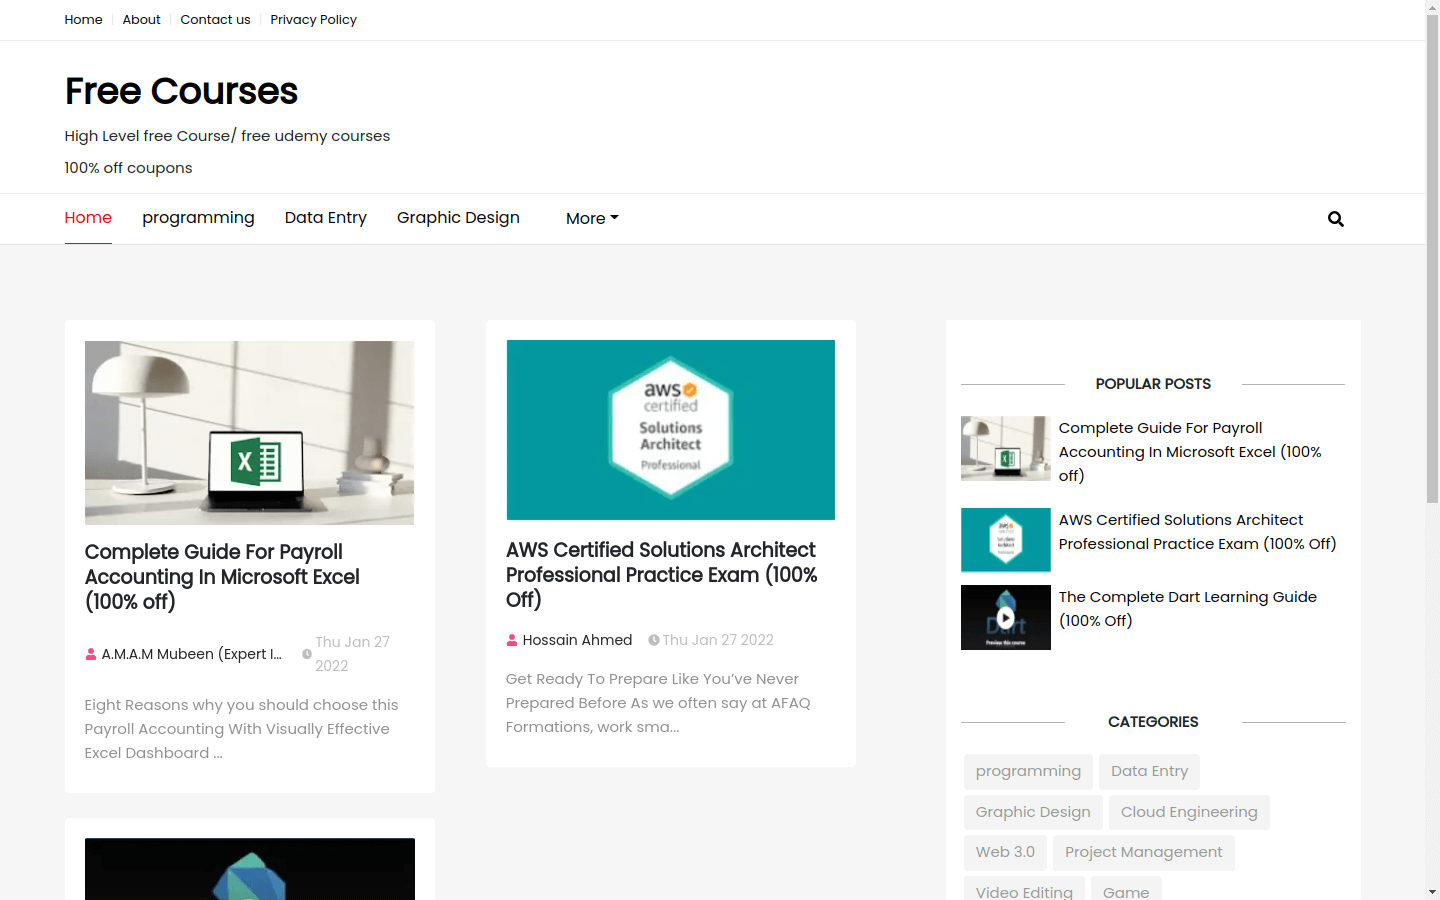 Home
About
Contact us
Privacy Policy
Free Courses
High Level free Course/ free udemy courses
100% off coupons
Home
programming
Data Entry
Graphic Design
More
aws
certified
Solutions
Architect
Professional
Complete Guide For Payroll
Accounting In Microsoft Excel
(100% off)
A.M.A.M Mubeen (Expert I...
Thu Jan 27
2022
Eight Reasons why you should choose this
Payroll Accounting With Visually Effective
Excel Dashboard ...
AWS Certified Solutions Architect
Professional Practice Exam (100%
Off)
Hossain Ahmed
Thu Jan 27 2022
Get Ready To Prepare Like You’ve Never
Prepared Before As we often say at AFAQ
Formations, work sma...
POPULAR POSTS
Complete Guide For Payroll
Accounting In Microsoft Excel (100%
off)
AWS Certified Solutions Architect
Professional Practice Exam (100% Off)
Dart
Preview this course
The Complete Dart Learning Guide
(100% Off)
CATEGORIES
programming
Data Entry
Graphic Design
Cloud Engineering
Web 3.0
Project Management
Video Editing
Game